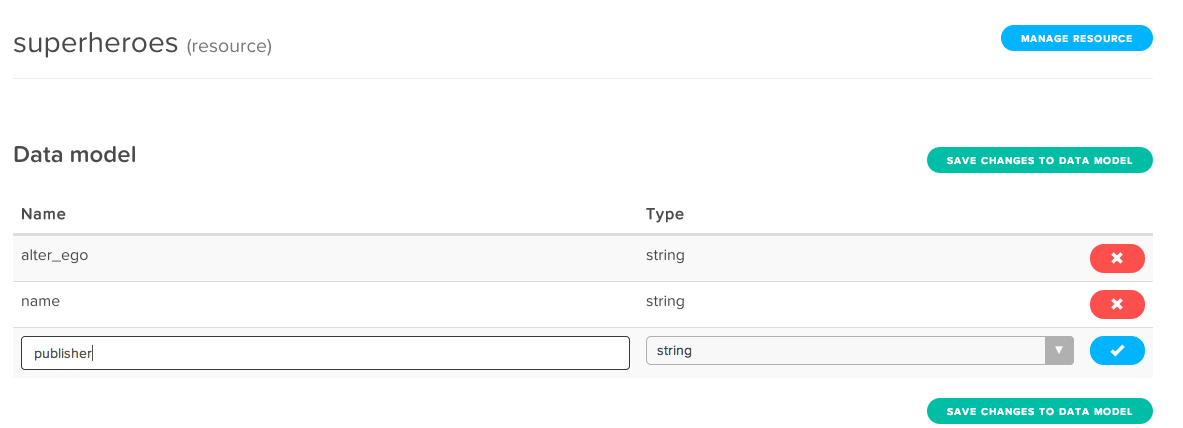 superheroes (resource)
MANAGE RESOURCE
Data model
SAVE CHANGES TO DATA MODEL
Name Type
alter_ego string
name string
publisher string
SAVE CHANGES TO DATA MODEL